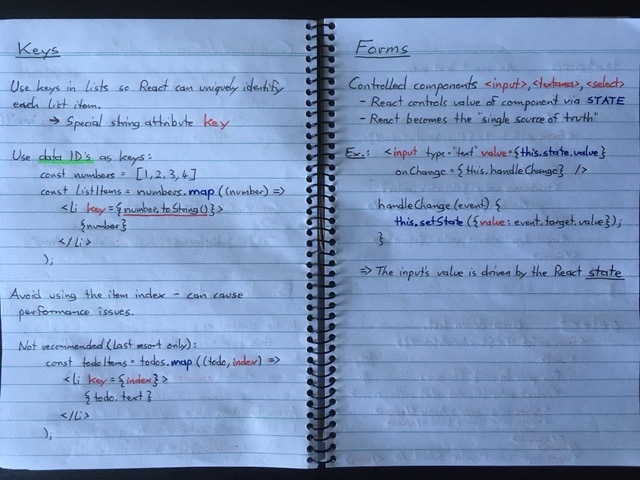 Keys
Use keys in lists so React can uniquely identify
each list item.
→ Special string attribute key
Use data ID's as keys:
const numbers = [1, 2, 3, 4]
const listItems = numbers.map((number) =>
<li key={number.toString()}>
{number}
</li>
);
Avoid using the item index - can cause
performance issues.
Not recommended (last resort only):
const todoItems = todos.map((todo, index) =>
<li key={index}>
{todo.text}
</li>
);
Forms
Controlled components <input>, <textarea>, <select>
- React controls value of component via STATE
- React becomes the "single source of truth"
Ex.: <input type="text" value={this.state.value}
onChange={this.handleChange} />
handleChange(event) {
this.setState({value: event.target.value});
}
⇒ The input's value is driven by the React state